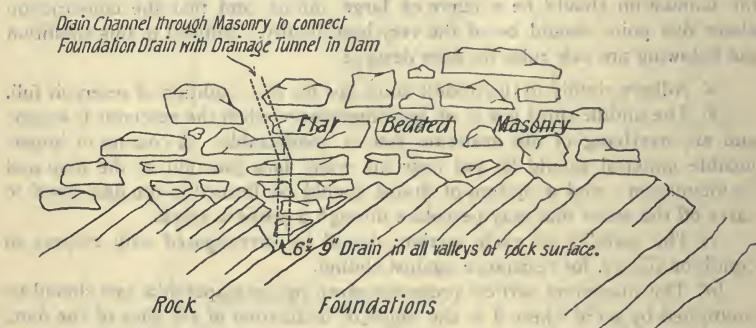 Drain Channel through Masonry to connect
Foundation Drain with Drainage Tunnel in Dam
Flat Bedded Masonry
6"-9" Drain in all valleys of rock surface.
Rock Foundations